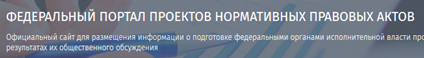 ФЕДЕРАЛЬНЫЙ ПОРТАЛ ПРОЕКТОВ НОРМАТИВНЫХ ПРАВОВЫХ АКТОВ
Официальный сайт для размещения информации о подготовке федеральными органами исполнительной власти про
результатах их общественного обсуждения